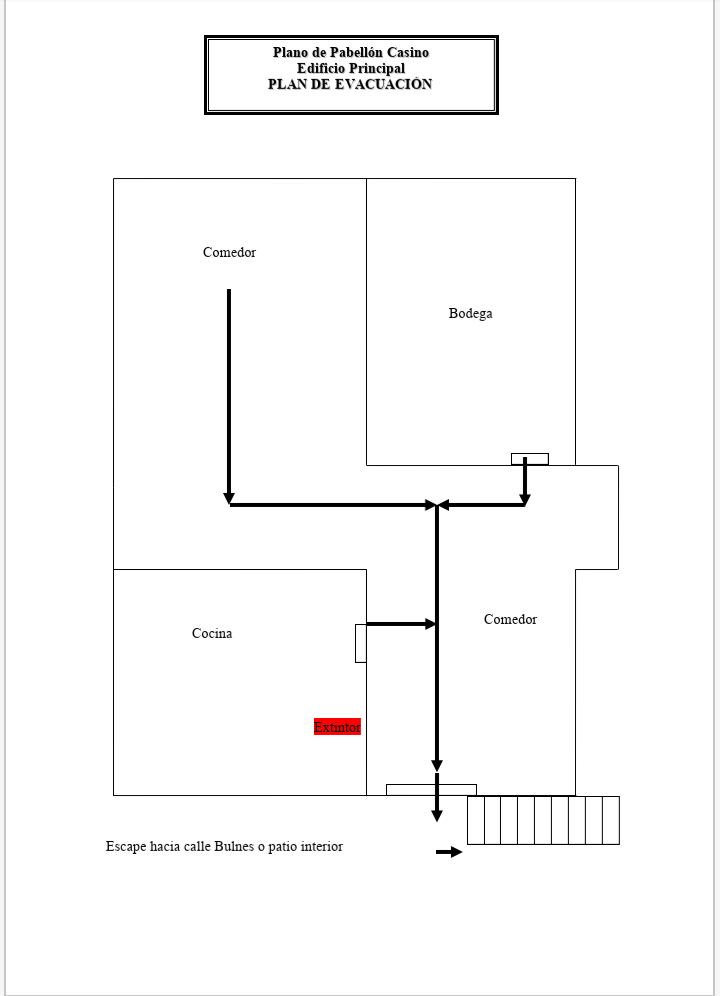 Plano de Pabellón Casino
Edificio Principal
PLAN DE EVACUACIÓN
Comedor
Bodega
Cocina
Comedor
Extintor
Escape hacia calle Bulnes o patio interior